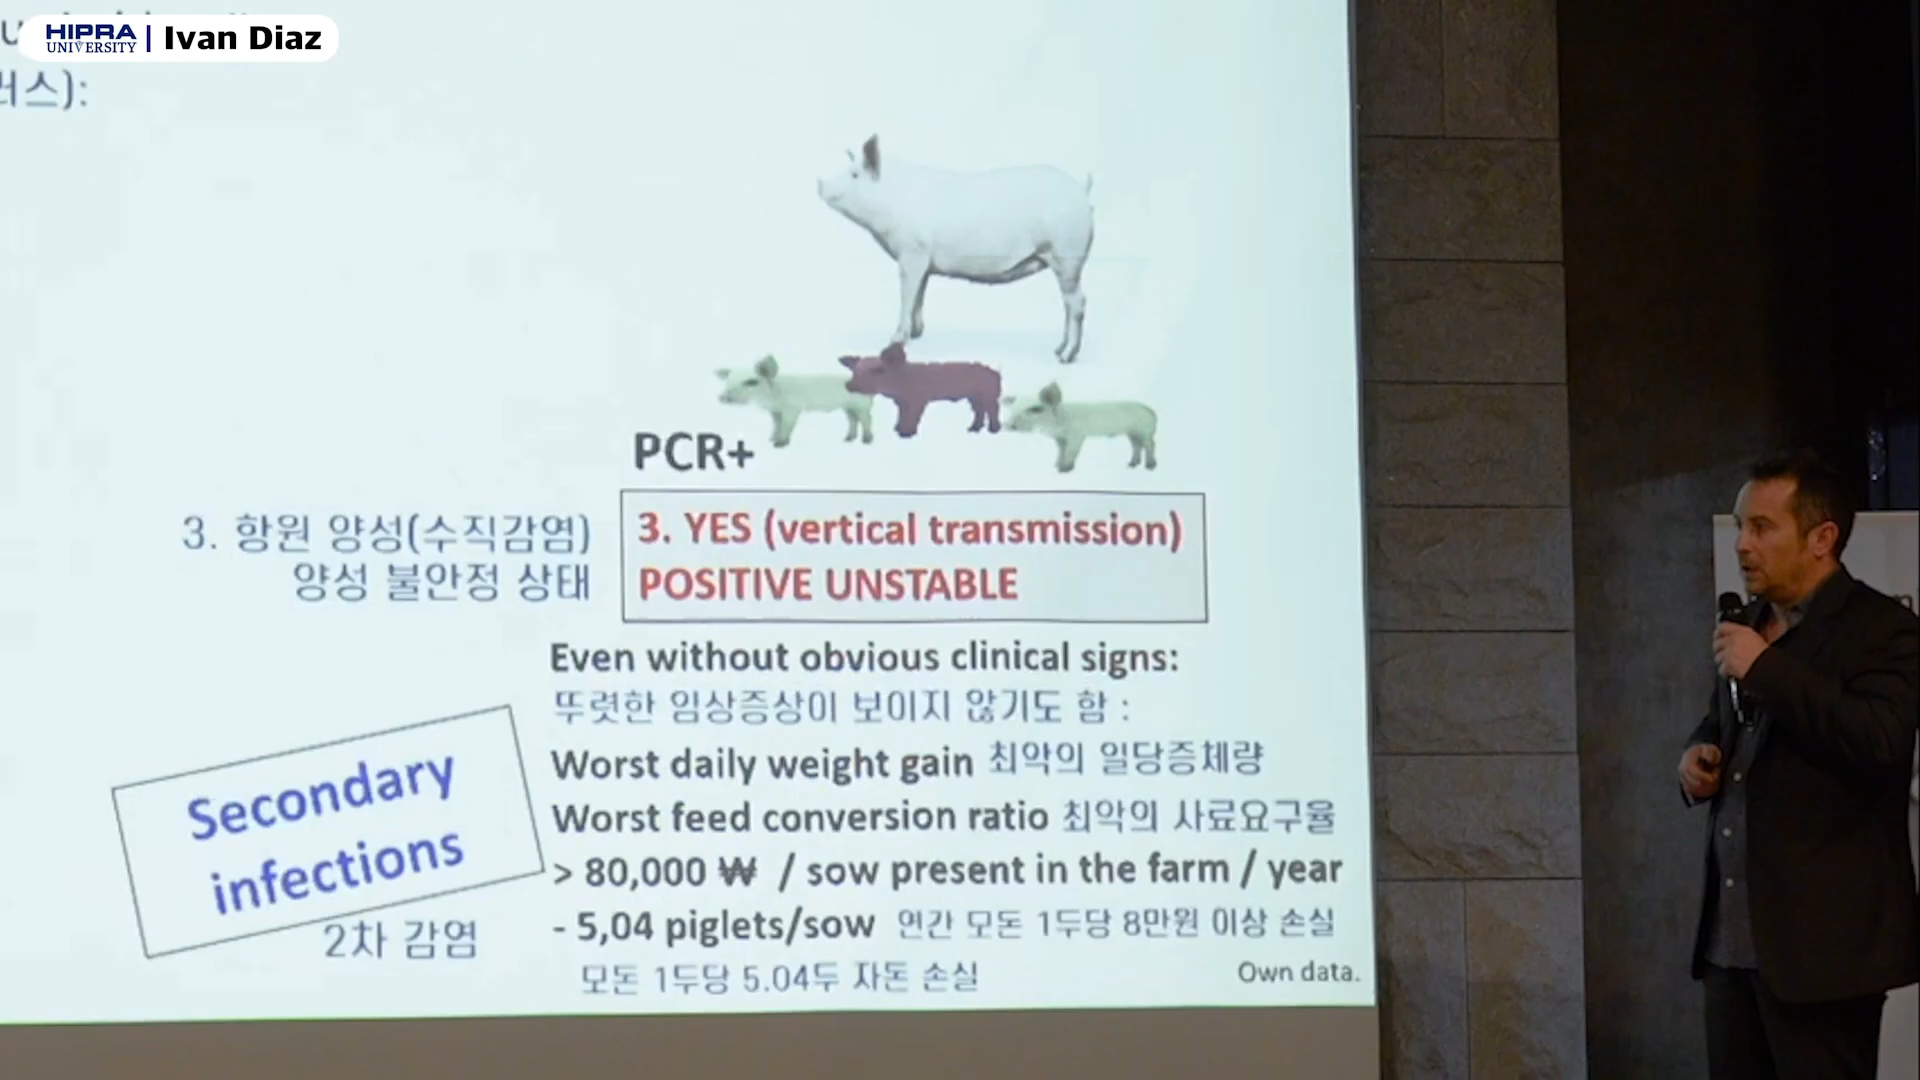 HIPRA
UNIVERSITY
Ivan Diaz
러스):
PCR+
3. 항원 양성(수직감염)
양성 불안정 상태
3. YES (vertical transmission)
POSITIVE UNSTABLE
Even without obvious clinical signs:
뚜렷한 임상증상이 보이지 않기도 함 :
Worst daily weight gain 최악의 일당증체량
Worst feed conversion ratio 최악의 사료요구율
> 80,000 ₩ / sow present in the farm / year
- 5,04 piglets/sow 연간 모돈 1두당 8만원 이상 손실
모돈 1두당 5.04두 자돈 손실
Secondary
infections
2차 감염
Own data.